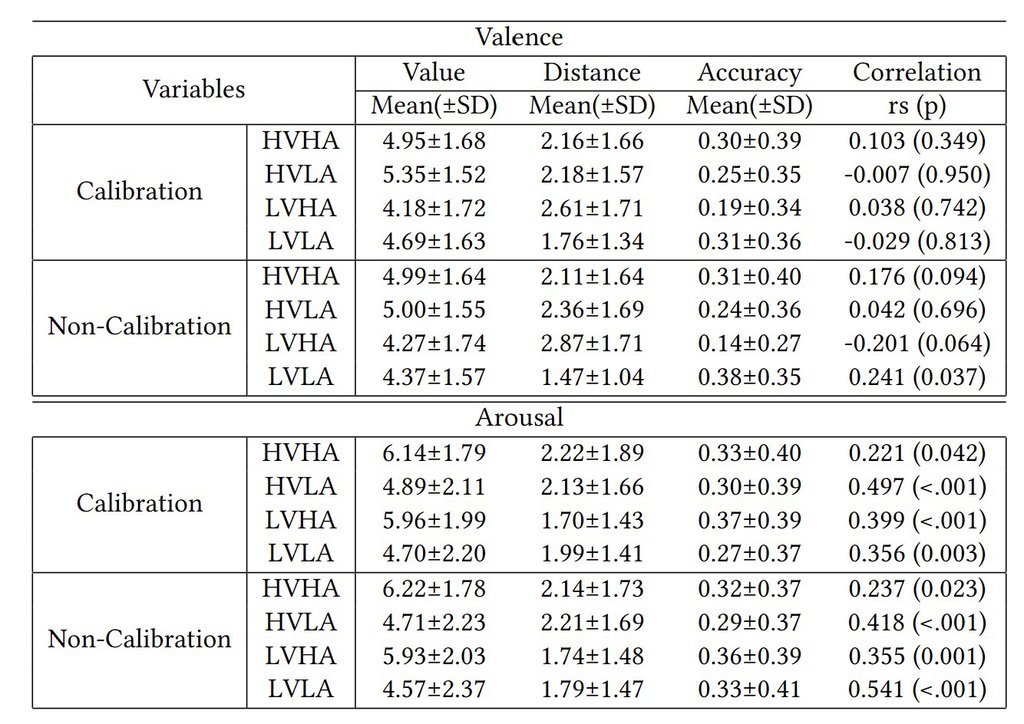 Valence
Variables Value Distance Accuracy Correlation
Mean(±SD) Mean(±SD) Mean(±SD) rs (p)
Calibration HVHA 4.95±1.68 2.16±1.66 0.30±0.39 0.103 (0.349)
HVLA 5.35±1.52 2.18±1.57 0.25±0.35 -0.007 (0.950)
LVHA 4.18±1.72 2.61±1.71 0.19±0.34 0.038 (0.742)
LVLA 4.69±1.63 1.76±1.34 0.31±0.36 -0.029 (0.813)
Non-Calibration HVHA 4.99±1.64 2.11±1.64 0.31±0.40 0.176 (0.094)
HVLA 5.00±1.55 2.36±1.69 0.24±0.36 0.042 (0.696)
LVHA 4.27±1.74 2.87±1.71 0.14±0.27 -0.201 (0.064)
LVLA 4.37±1.57 1.47±1.04 0.38±0.35 0.241 (0.037)
Arousal
Calibration HVHA 6.14±1.79 2.22±1.89 0.33±0.40 0.221 (0.042)
HVLA 4.89±2.11 2.13±1.66 0.30±0.39 0.497 (<.001)
LVHA 5.96±1.99 1.70±1.43 0.37±0.39 0.399 (<.001)
LVLA 4.70±2.20 1.99±1.41 0.27±0.37 0.356 (0.003)
Non-Calibration HVHA 6.22±1.78 2.14±1.73 0.32±0.37 0.237 (0.023)
HVLA 4.71±2.23 2.21±1.69 0.29±0.37 0.418 (<.001)
LVHA 5.93±2.03 1.74±1.48 0.36±0.39 0.355 (0.001)
LVLA 4.57±2.37 1.79±1.47 0.33±0.41 0.541 (<.001)